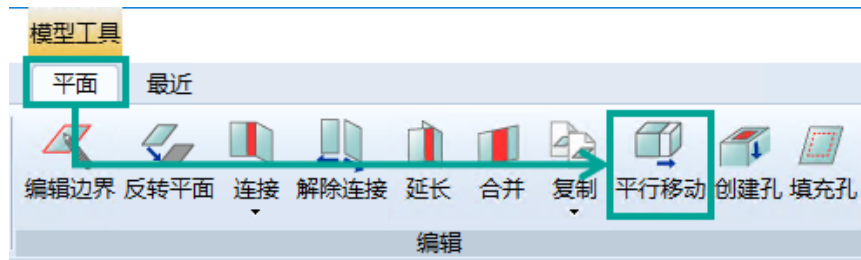 模型工具
平面 最近
编辑边界 反转平面 连接 解除连接 延长 合并 复制 平行移动 创建孔 填充孔
编辑